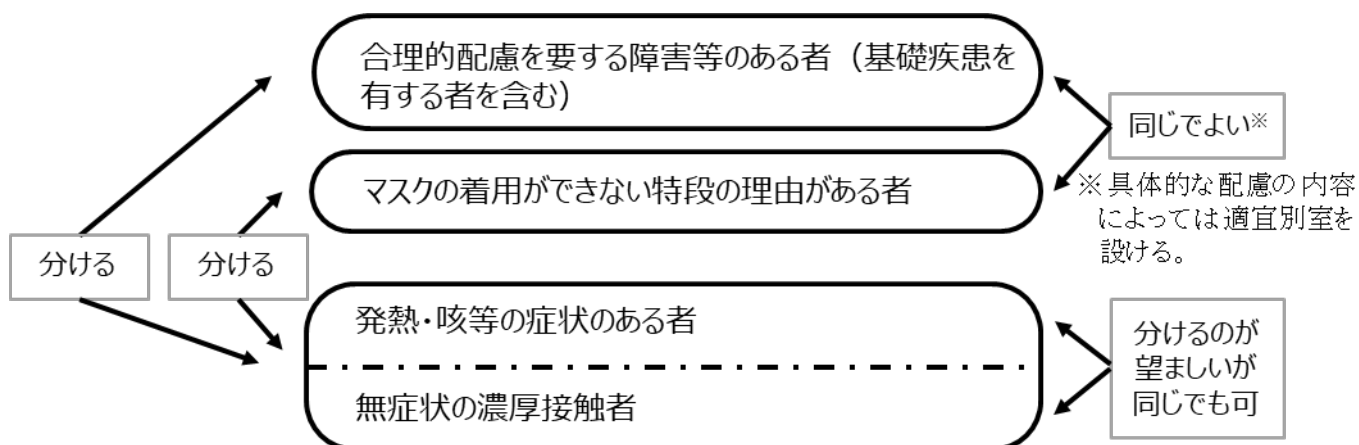 合理的配慮を要する障害等のある者（基礎疾患を
有する者を含む）
同じでよい※
マスクの着用ができない特段の理由がある者
※具体的な配慮の内容
によっては適宜別室を
設ける。
分ける
分ける
発熱・咳等の症状のある者
無症状の濃厚接触者
分けるのが
望ましいが
同じでも可